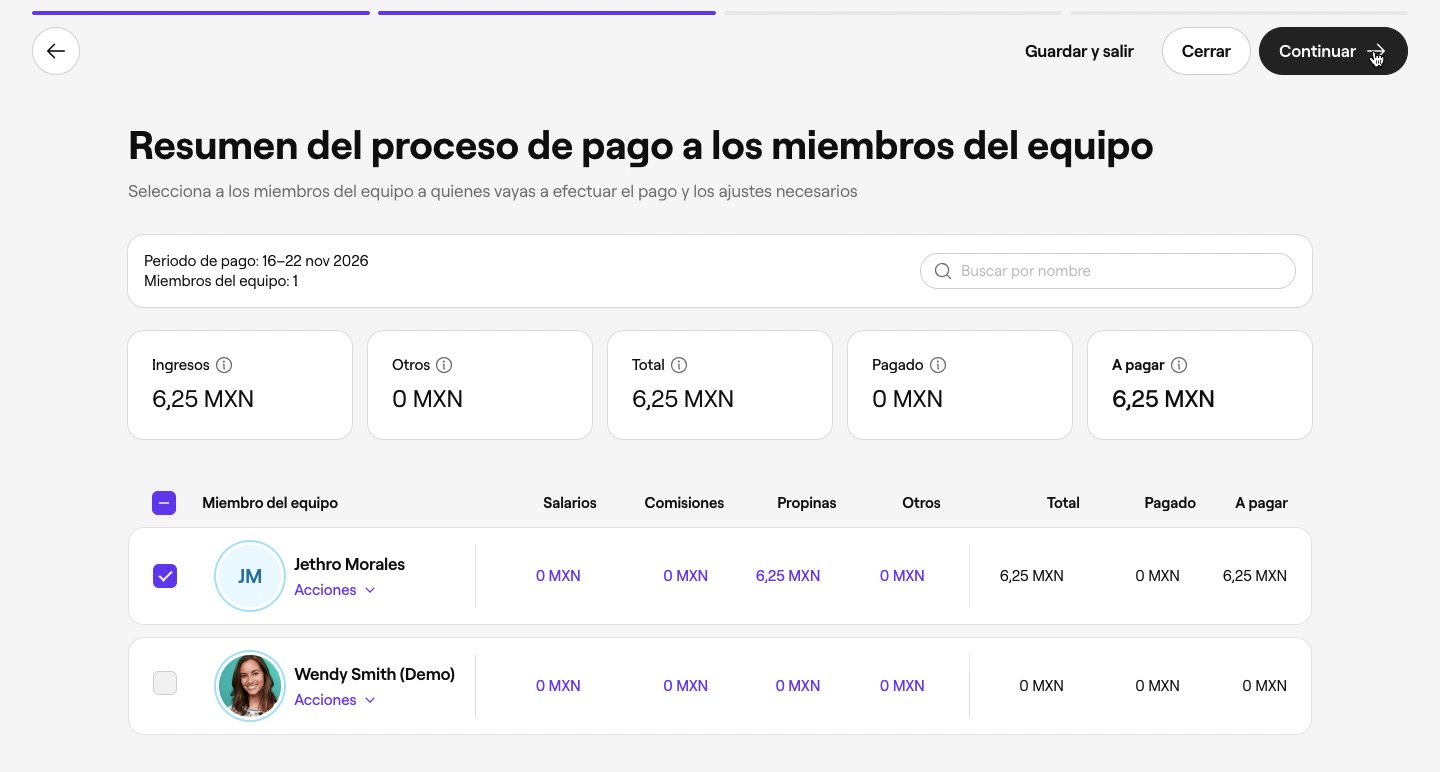 Guardar y salir
Cerrar
Continuar
Resumen del proceso de pago a los miembros del equipo
Selecciona a los miembros del equipo a quienes vayas a efectuar el pago y los ajustes necesarios
Periodo de pago: 16–22 nov 2026
Miembros del equipo: 1
Buscar por nombre
Ingresos
6,25 MXN
Otros
0 MXN
Total
6,25 MXN
Pagado
0 MXN
A pagar
6,25 MXN
Miembro del equipo Salarios Comisiones Propinas Otros Total Pagado A pagar
JM
Jethro Morales
Acciones
0 MXN 0 MXN 6,25 MXN 0 MXN 6,25 MXN 0 MXN 6,25 MXN
Wendy Smith (Demo)
Acciones
0 MXN 0 MXN 0 MXN 0 MXN 0 MXN 0 MXN 0 MXN